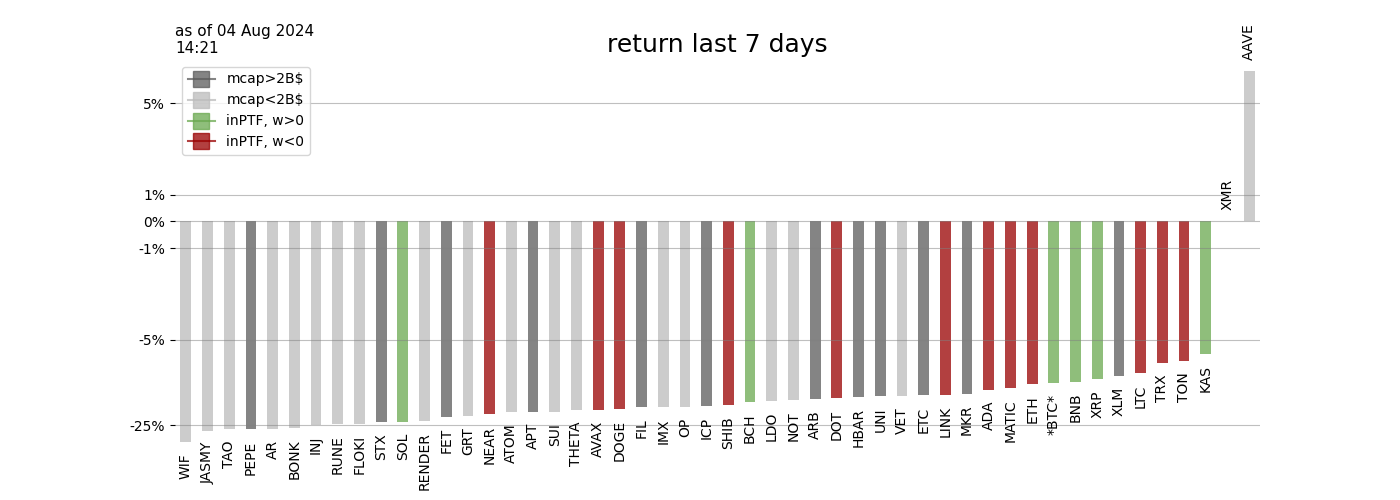 as of 04 Aug 2024
14:21
return last 7 days
mcap>2B$
mcap<2B$
inPTF, w>0
inPTF, w<0
5%
1%
0%
-1%
-5%
-25%
WIF
JASMY
TAO
PEPE
AR
BONK
INJ
RUNE
FLOKI
STX
SOL
RENDER
FET
GRT
NEAR
ATOM
APT
SUI
THETA
AVAX
DOGE
FIL
IMX
OP
ICP
SHIB
BCH
LDO
NOT
ARB
DOT
HBAR
UNI
VET
ETC
LINK
MKR
ADA
MATIC
ETH
*BTC*
BNB
XRP
XLM
LTC
TRX
TON
KAS
XMR
AAVE